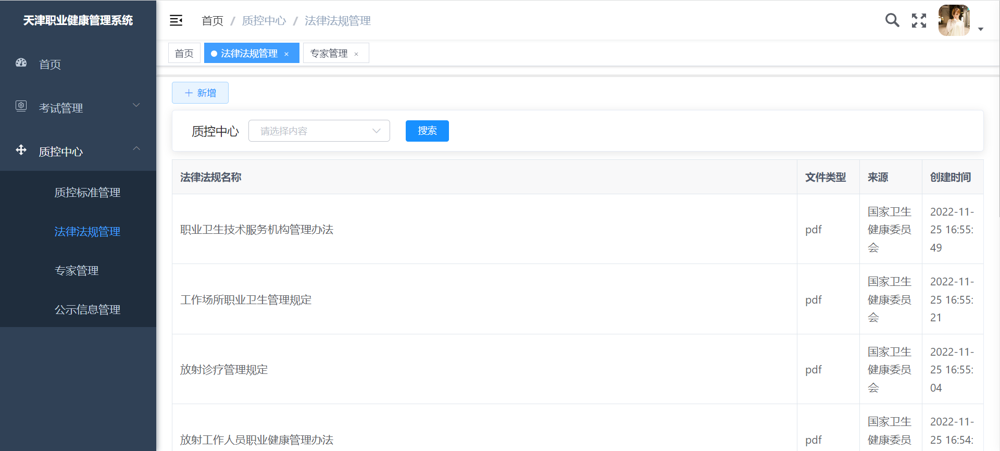 天津职业健康管理系统
首页
考试管理
质控中心
质控标准管理
法律法规管理
专家管理
公示信息管理
首页 / 质控中心 / 法律法规管理
首页
法律法规管理 ×
专家管理 ×
+ 新增
质控中心 请选择内容 搜索
法律法规名称 文件类型 来源 创建时间
职业卫生技术服务机构管理办法
pdf
国家卫生
健康委员
会
2022-11-
25 16:55:
49
工作场所职业卫生管理规定
pdf
国家卫生
健康委员
会
2022-11-
25 16:55:
21
放射诊疗管理规定
pdf
国家卫生
健康委员
会
2022-11-
25 16:55:
04
放射工作人员职业健康管理办法
pdf
国家卫生
健康委员
2022-11-
25 16:54: